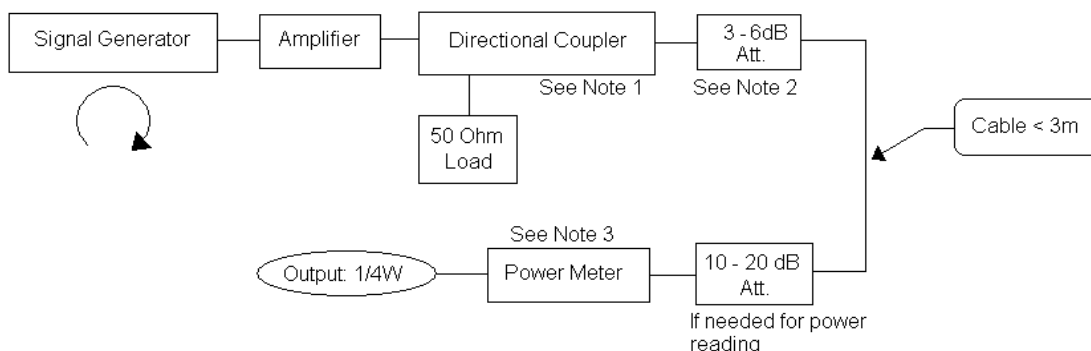 Signal Generator
Amplifier
Directional Coupler
3 - 6dB
Att.
See Note 1
See Note 2
50 Ohm
Load
Cable < 3m
See Note 3
Output: 1/4W
Power Meter
10 - 20 dB
Att.
If needed for power
reading